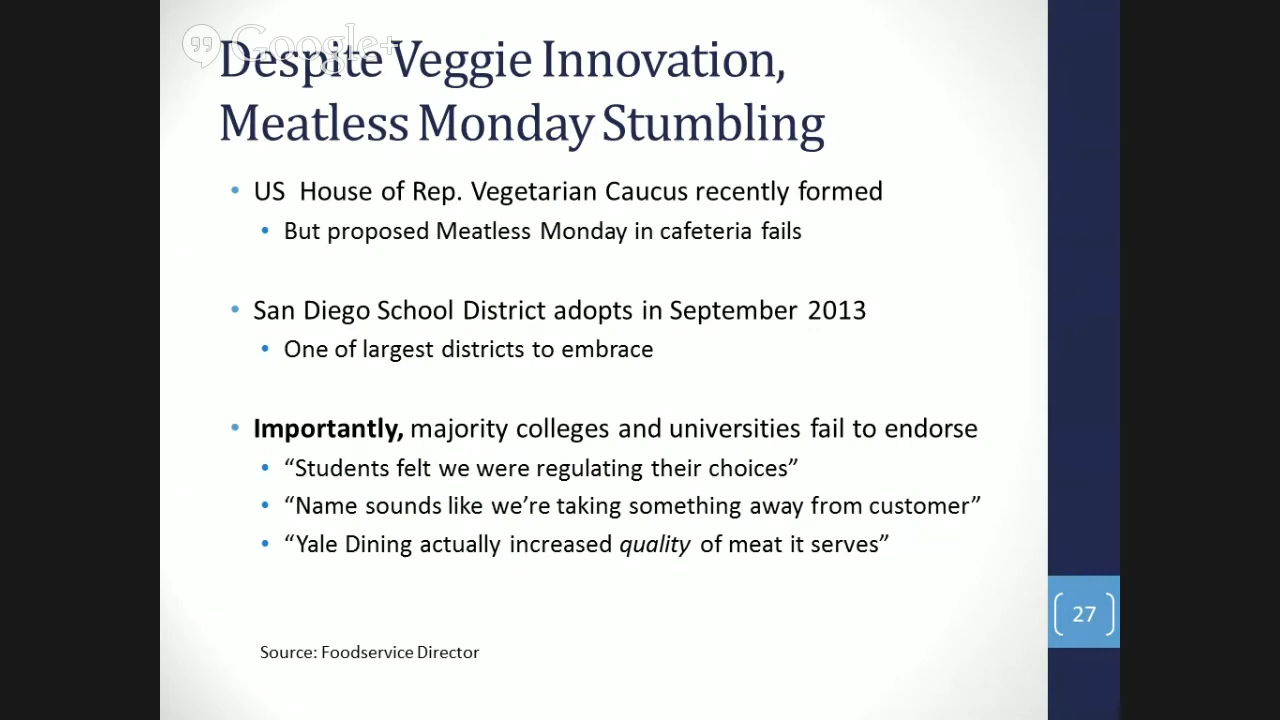 Google+
Despite Veggie Innovation,
Meatless Monday Stumbling
• US House of Rep. Vegetarian Caucus recently formed
• But proposed Meatless Monday in cafeteria fails
• San Diego School District adopts in September 2013
• One of largest districts to embrace
• Importantly, majority colleges and universities fail to endorse
• “Students felt we were regulating their choices”
• “Name sounds like we’re taking something away from customer”
• “Yale Dining actually increased quality of meat it serves”
27
Source: Foodservice Director